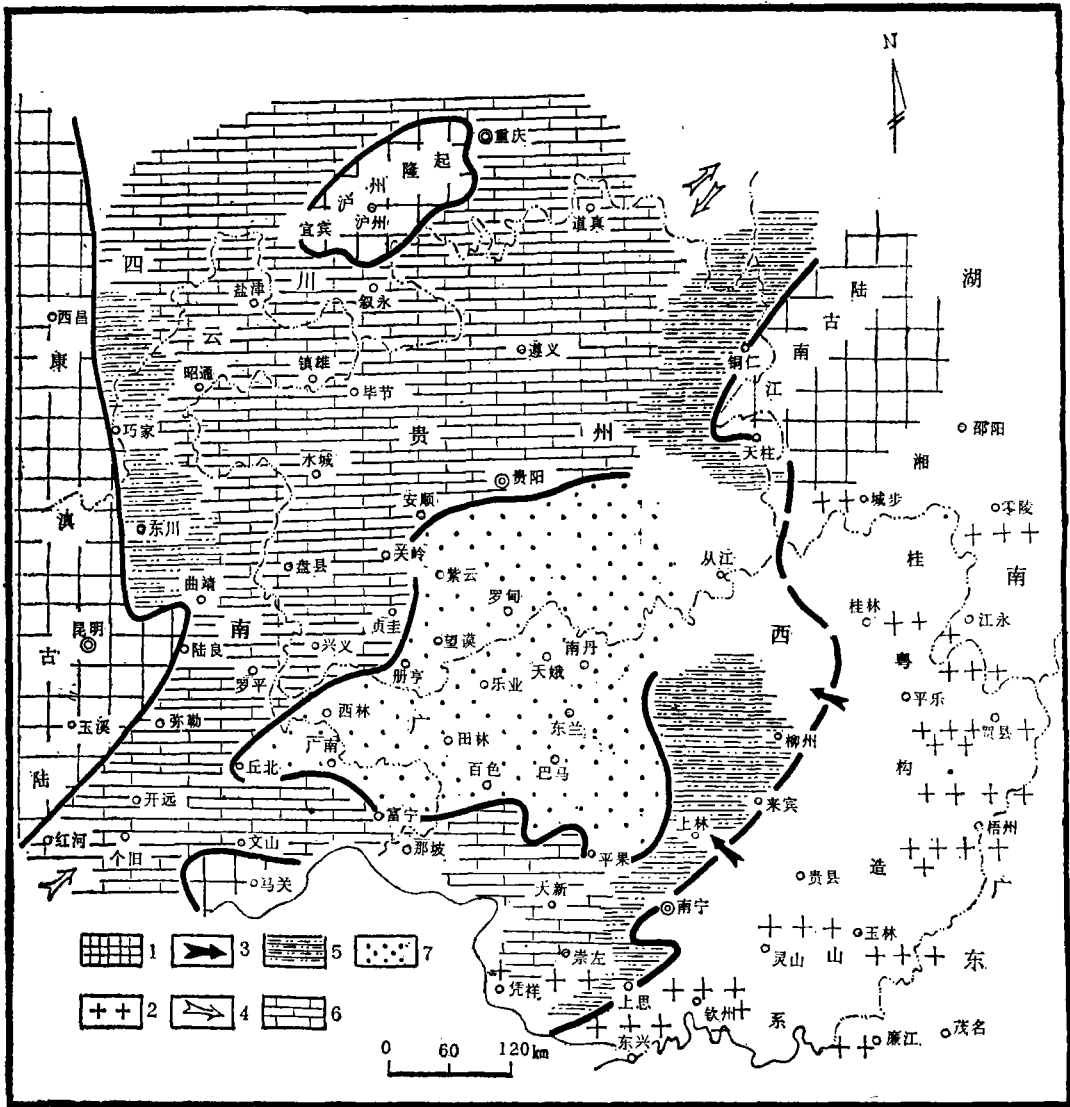 N
重庆
泸州隆起
泸州
宜宾
道真
四川
盐津
叙永
西昌
云南
镇雄
遵义
昭通
毕节
铜仁
江南古陆
湖南
康滇古陆
巧家
贵州
天柱
邵阳
湘桂粤构造山系
水城
贵阳
城步
零陵
安顺
东川
关岭
从江
盘县
紫云
曲靖
罗甸
桂林
江永
昆明
陆良
兴义
望谟
南丹
天娥
广西
册亨
罗平
乐业
平乐
玉溪
弥勒
西林
东兰
贺县
广南
田林
柳州
丘北
百色
巴马
开远
来宾
富宁
上林
梧州
红河
个旧
文山
那坡
平果
贵县
广东
马关
大新
南宁
玉林
崇左
灵山
凭祥
上思
钦州
东兴
廉江
茂名
1
3
5
7
2
4
6
0 60 120km